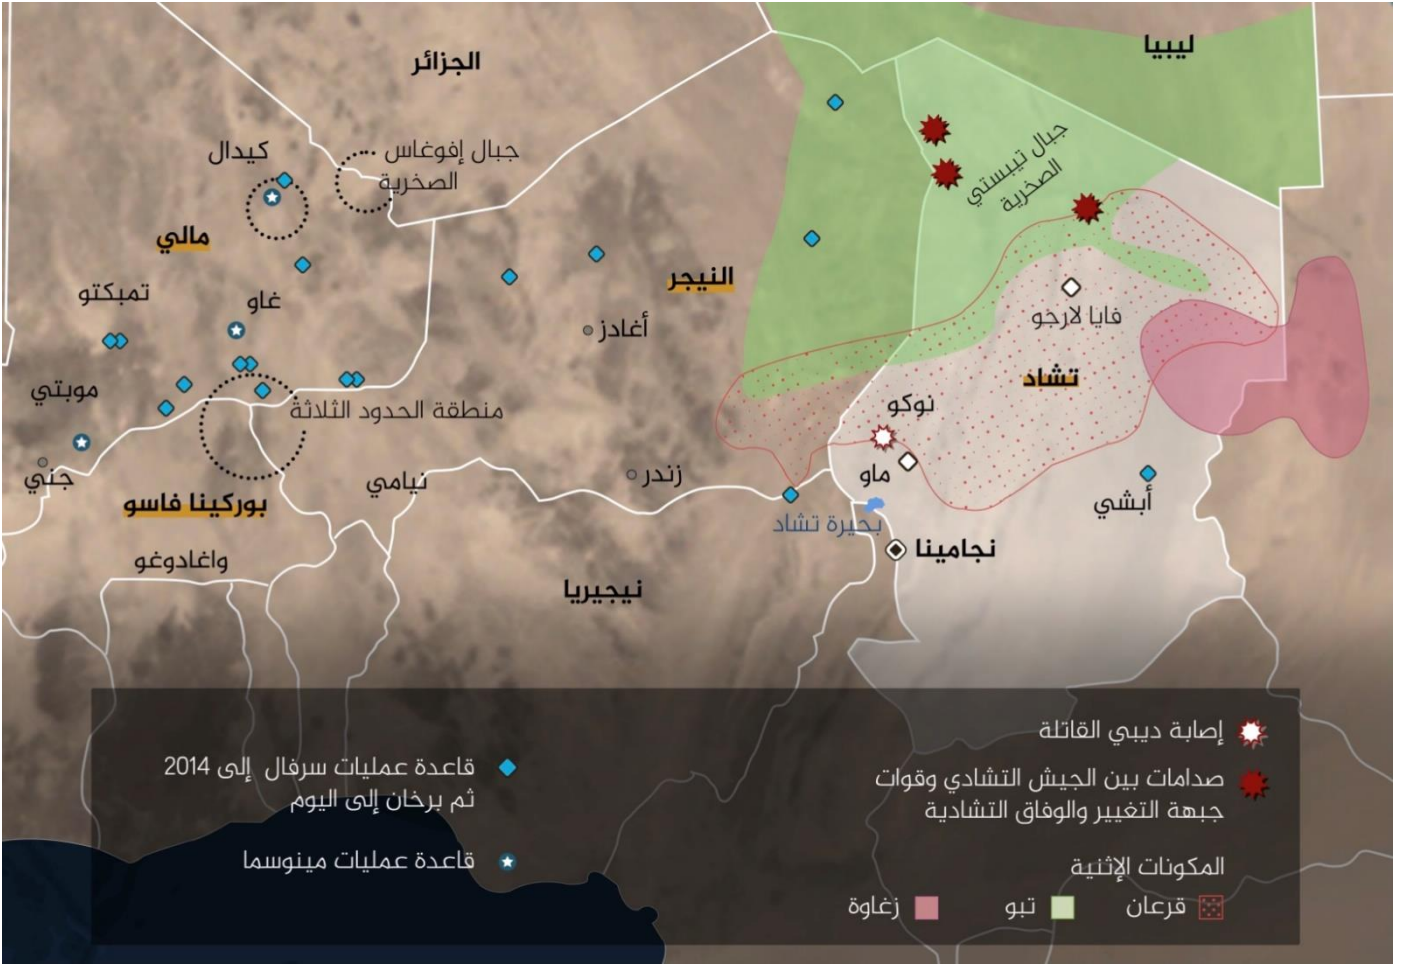 ليبيا
الجزائر
جبال تيبستي
الصخرية
جبال إفوغاس
الصخرية
كيدال
مالي
النيجر
تمبكتو
غاو
أغادز
فايا لارجو
تشاد
موبتي
منطقة الحدود الثلاثة
نوكو
جني
نيامي
زندر
ماو
أبشي
بوركينا فاسو
بحيرة تشاد
نجامينا
واغادوغو
نيجيريا
إصابة ديبي القاتلة
صدامات بين الجيش التشادي وقوات
جبهة التغيير والوفاق التشادية
المكونات الإثنية
قرعان
تبو
زغاوة
قاعدة عمليات سرفال إلى 2014
ثم برخان إلى اليوم
قاعدة عمليات مينوسما